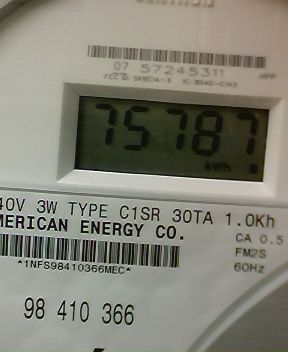 07 57245311
75787
kWh
40V 3W TYPE C1SR 30TA 1.0Kh
MERICAN ENERGY CO.
CA 0.5
FM2S
60Hz
*1NFS98410366MEC*
98 410 366